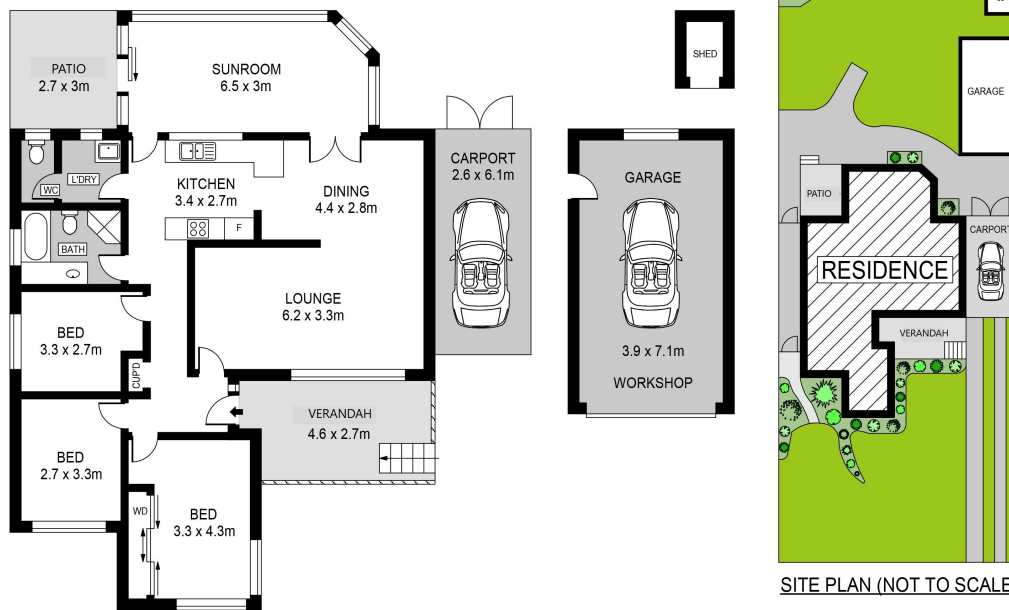 PATIO
2.7 x 3m
SUNROOM
6.5 x 3m
SHED
WC
L'DRY
KITCHEN
3.4 x 2.7m
DINING
4.4 x 2.8m
CARPORT
2.6 x 6.1m
GARAGE
BATH
F
LOUNGE
6.2 x 3.3m
BED
3.3 x 2.7m
CUP'D
3.9 x 7.1m
WORKSHOP
VERANDAH
4.6 x 2.7m
BED
2.7 x 3.3m
WD
BED
3.3 x 4.3m
GARAGE
PATIO
CARPORT
RESIDENCE
VERANDAH
SITE PLAN (NOT TO SCALE